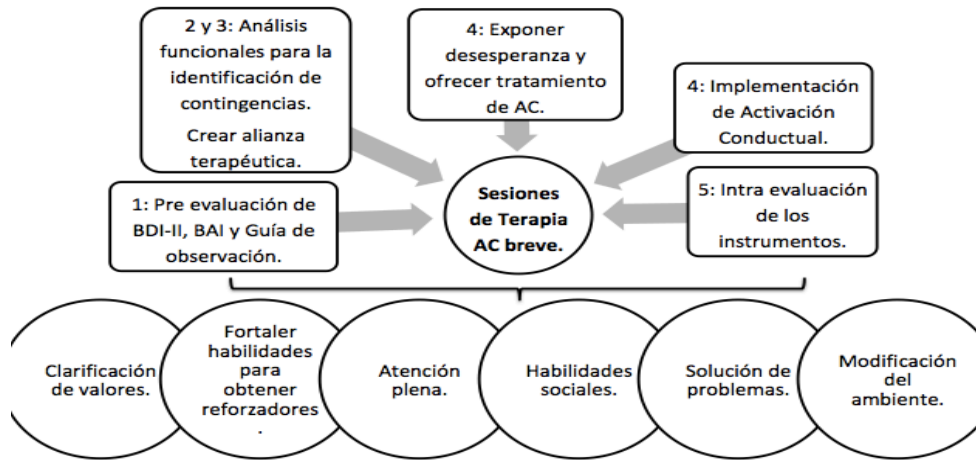 2 y 3: Análisis
funcionales para la
identificación de
contingencias.
Crear alianza
terapéutica.
4: Exponer
desesperanza y
ofrecer tratamiento
de AC.
4: Implementación
de Activación
Conductual.
1: Pre evaluación de
BDI-II, BAI y Guía de
observación.
Sesiones
de Terapia
AC breve.
5: Intra evaluación
de los
instrumentos.
Clarificación
de valores.
Fortaler
habilidades
para
obtener
reforzadores
.
Atención
plena.
Habilidades
sociales.
Solución de
problemas.
Modificación
del
ambiente.